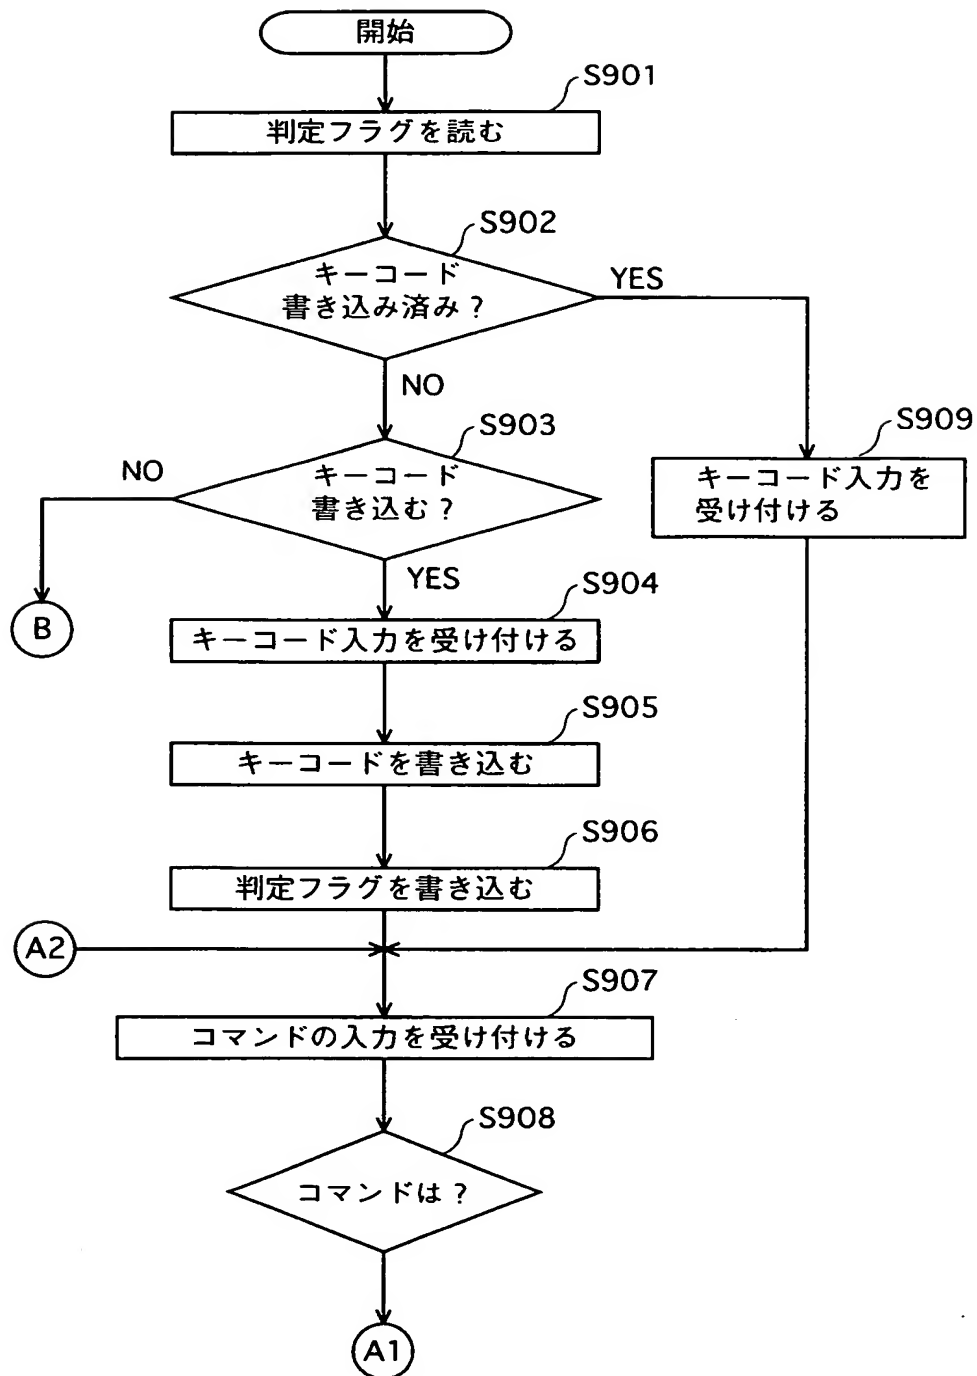 開始
S901
判定フラグを読む
S902
キーコード
書き込み済み?
YES
NO
S903
キーコード
書き込む?
NO
YES
B
S909
キーコード入力を
受け付ける
S904
キーコード入力を受け付ける
S905
キーコードを書き込む
S906
判定フラグを書き込む
A2
S907
コマンドの入力を受け付ける
S908
コマンドは?
A1